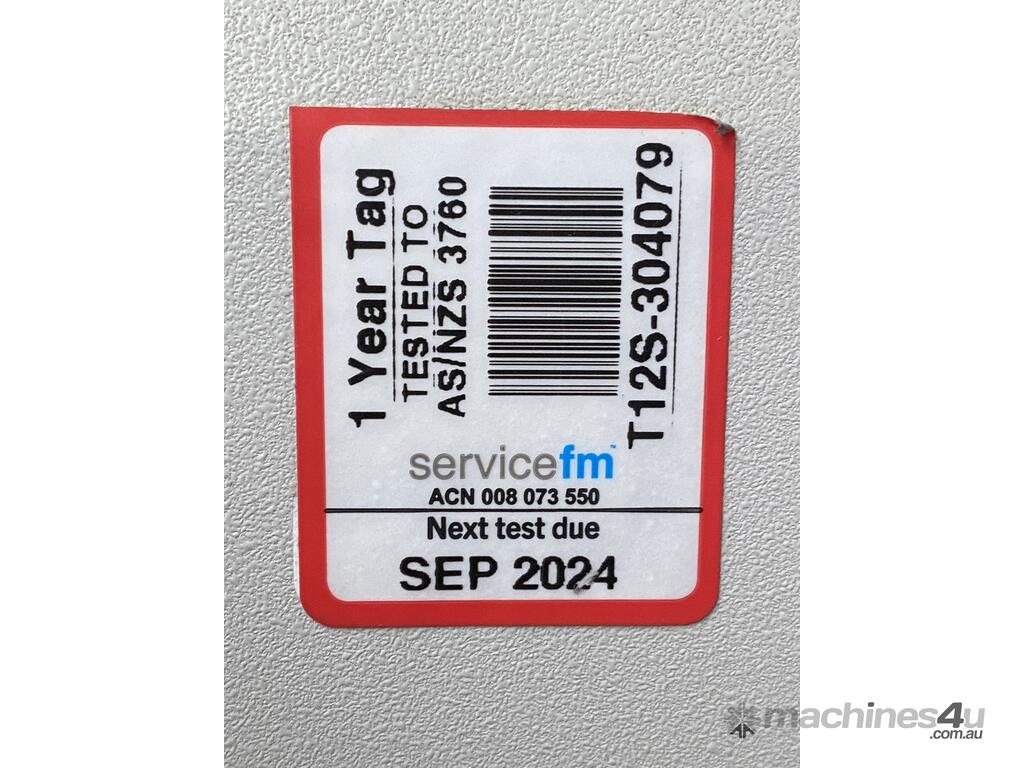 1 Year Tag
TESTED TO
AS/NZS 3760
T12S-304079
servicefm™
ACN 008 073 550
Next test due
SEP 2024
machines4u
.com.au